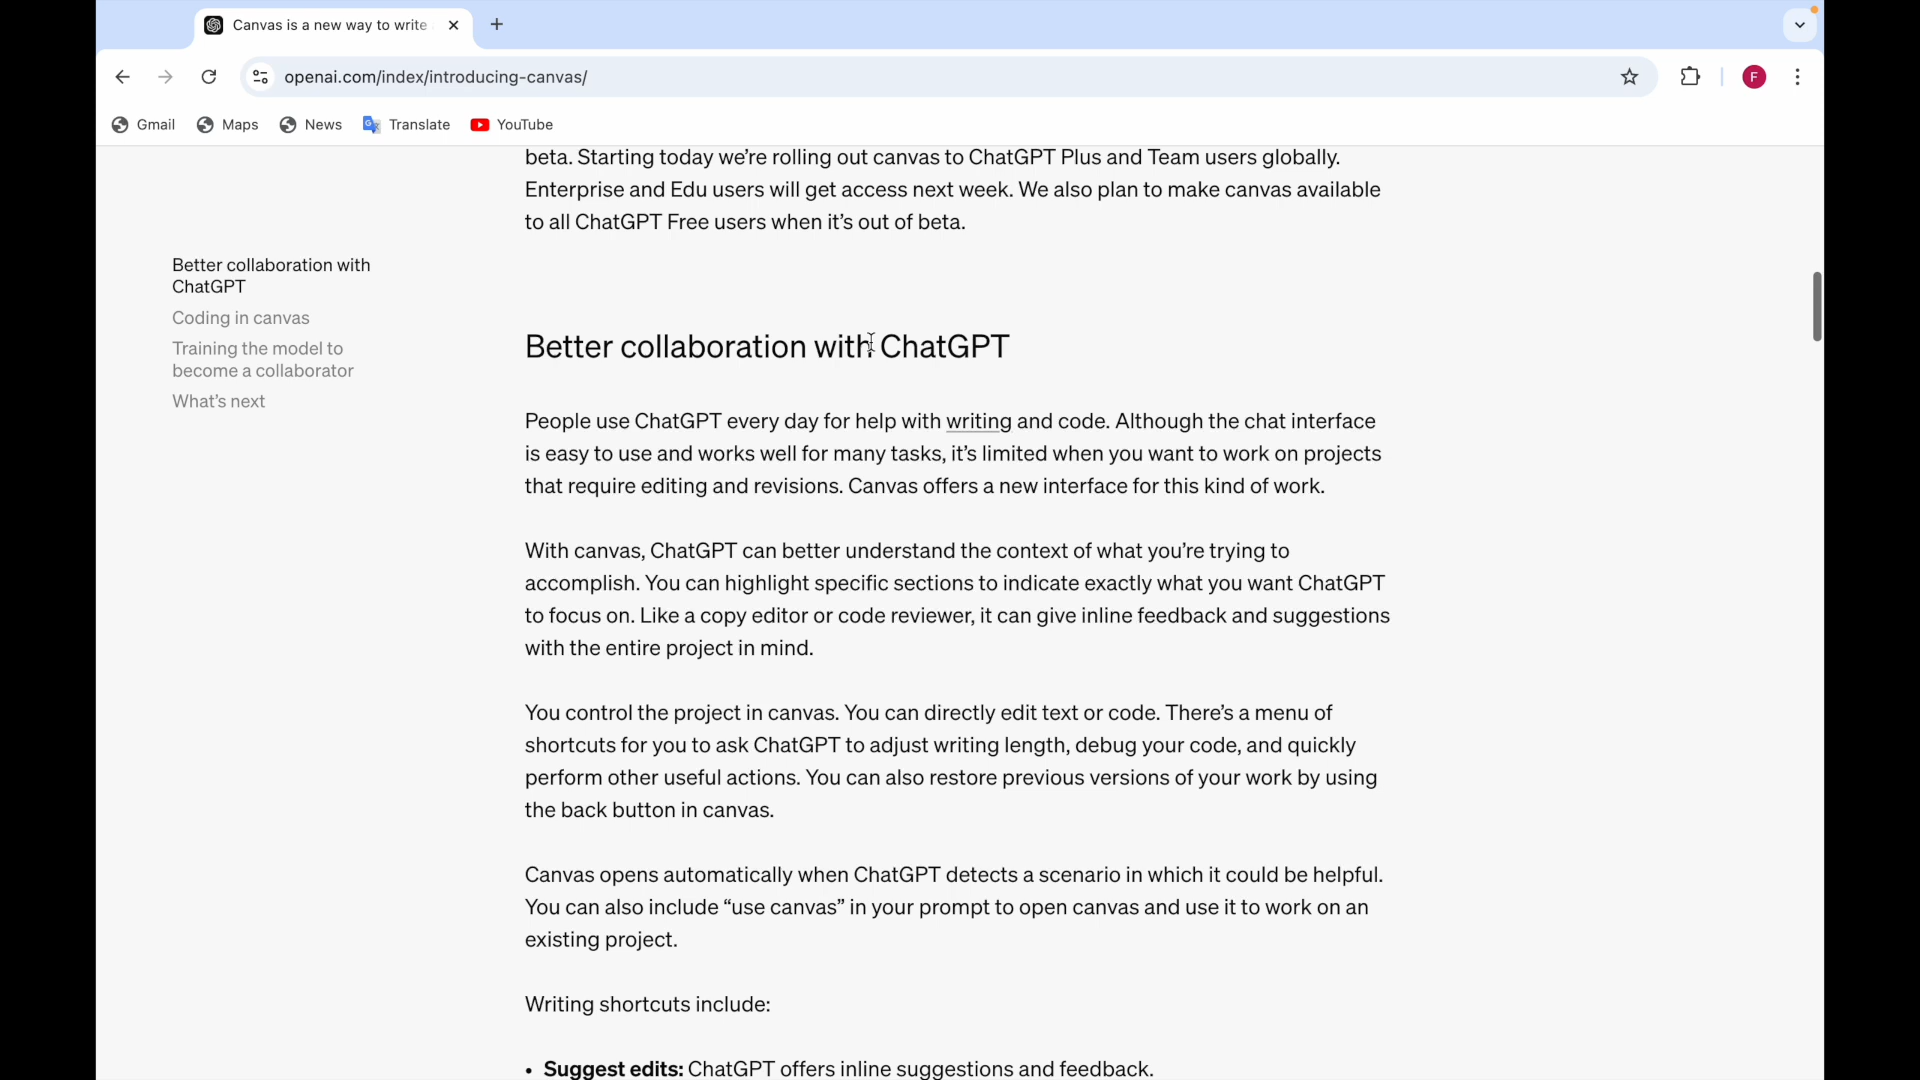 Canvas is a new way to write
openai.com/index/introducing-canvas/
F
Gmail
Maps
News
Translate
YouTube
beta. Starting today we’re rolling out canvas to ChatGPT Plus and Team users globally.
Enterprise and Edu users will get access next week. We also plan to make canvas available
to all ChatGPT Free users when it’s out of beta.
Better collaboration with
ChatGPT
Coding in canvas
Training the model to
become a collaborator
What’s next
Better collaboration with ChatGPT
People use ChatGPT every day for help with writing and code. Although the chat interface
is easy to use and works well for many tasks, it’s limited when you want to work on projects
that require editing and revisions. Canvas offers a new interface for this kind of work.
With canvas, ChatGPT can better understand the context of what you’re trying to
accomplish. You can highlight specific sections to indicate exactly what you want ChatGPT
to focus on. Like a copy editor or code reviewer, it can give inline feedback and suggestions
with the entire project in mind.
You control the project in canvas. You can directly edit text or code. There’s a menu of
shortcuts for you to ask ChatGPT to adjust writing length, debug your code, and quickly
perform other useful actions. You can also restore previous versions of your work by using
the back button in canvas.
Canvas opens automatically when ChatGPT detects a scenario in which it could be helpful.
You can also include “use canvas” in your prompt to open canvas and use it to work on an
existing project.
Writing shortcuts include:
• Suggest edits: ChatGPT offers inline suggestions and feedback.